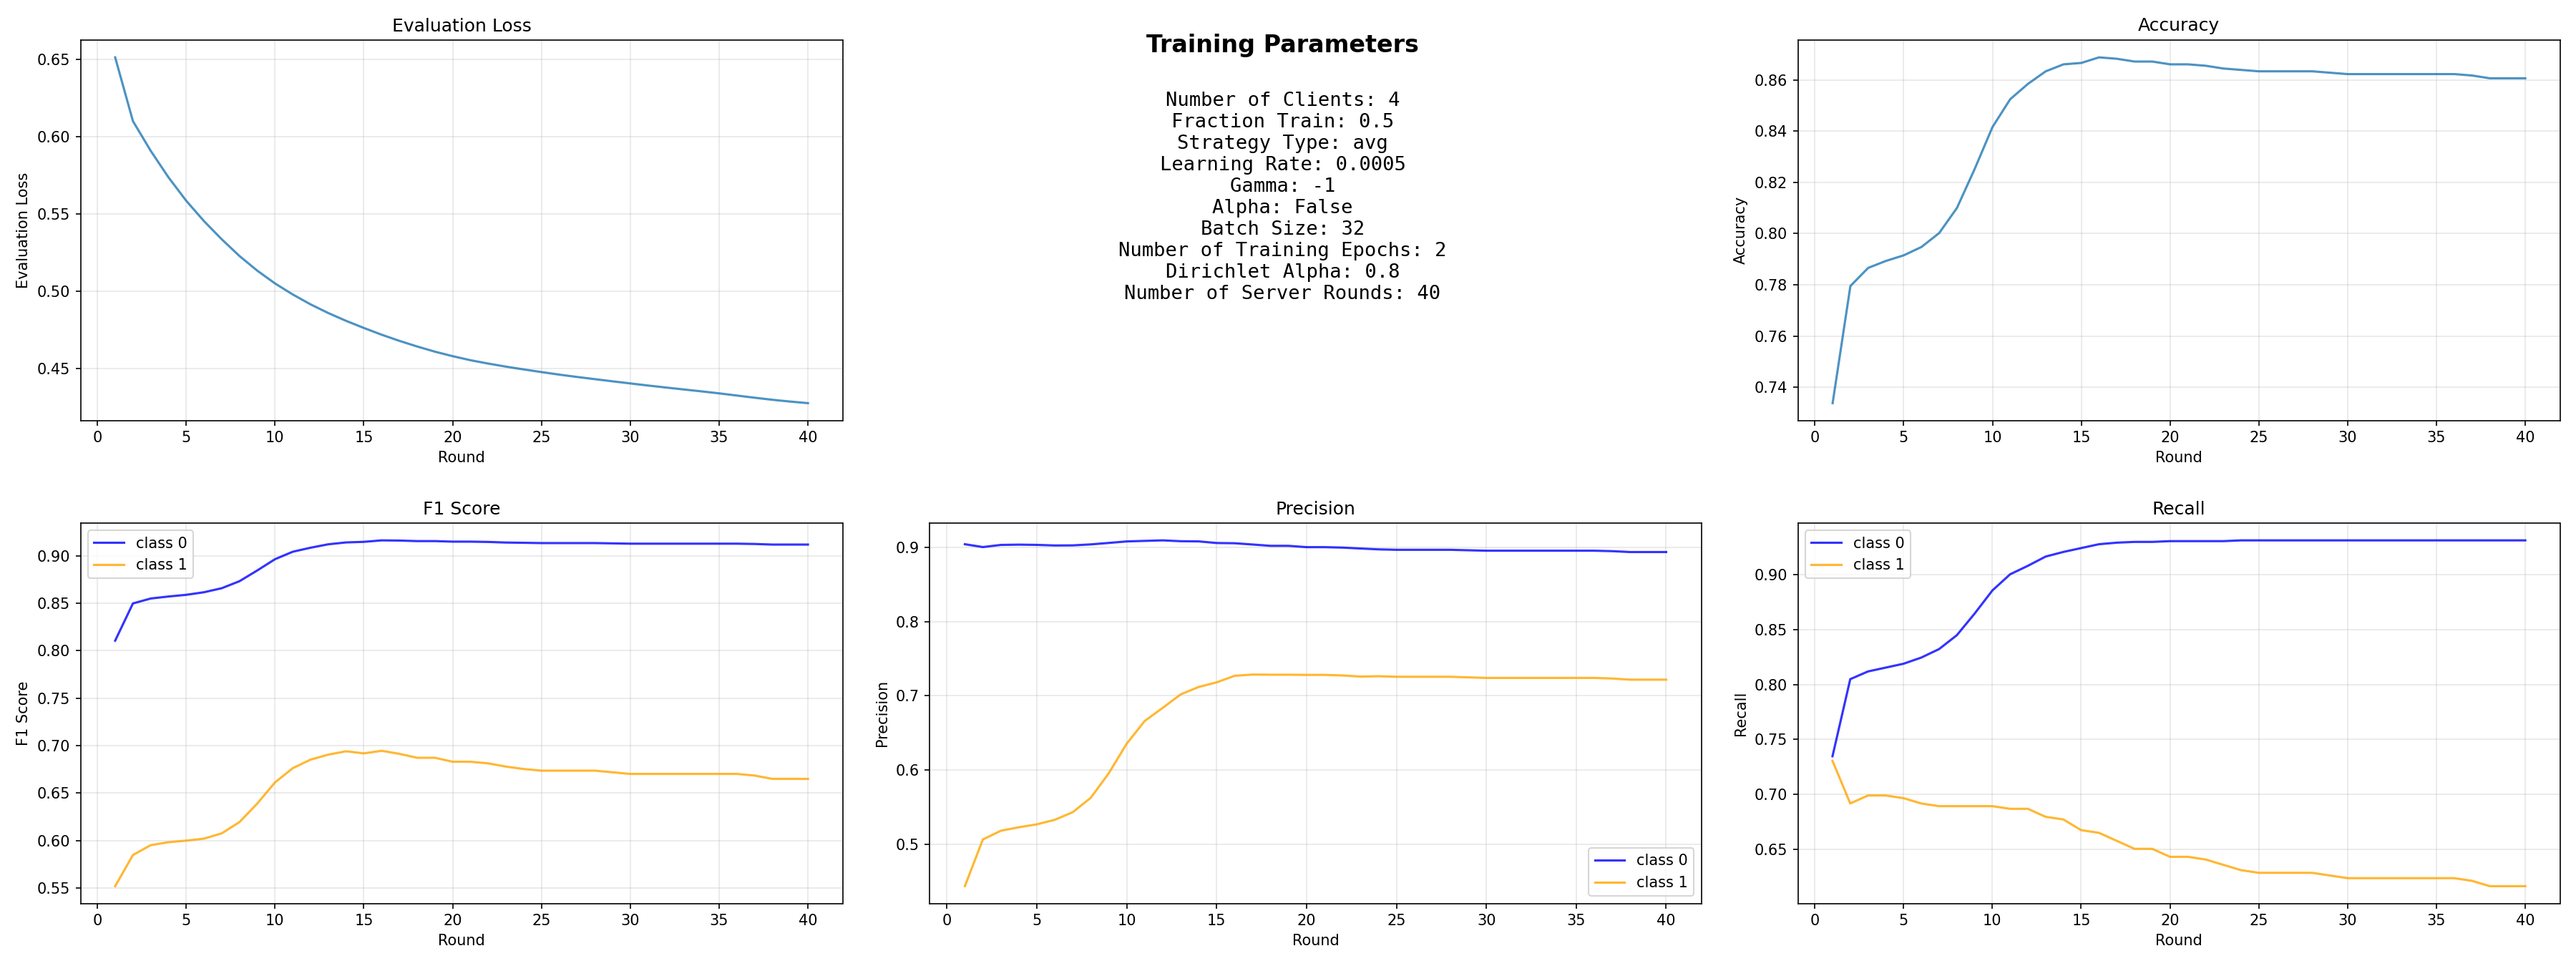 Evaluation Loss
0.65
0.60
0.55
0.50
0.45
Evaluation Loss
0 5 10 15 20 25 30 35 40
Round
Training Parameters
Number of Clients: 4
Fraction Train: 0.5
Strategy Type: avg
Learning Rate: 0.0005
Gamma: -1
Alpha: False
Batch Size: 32
Number of Training Epochs: 2
Dirichlet Alpha: 0.8
Number of Server Rounds: 40
Accuracy
0.86
0.84
0.82
0.80
0.78
0.76
0.74
Accuracy
0 5 10 15 20 25 30 35 40
Round
F1 Score
class 0
class 1
0.90
0.85
0.80
0.75
0.70
0.65
0.60
0.55
F1 Score
0 5 10 15 20 25 30 35 40
Round
Precision
0.9
0.8
0.7
0.6
0.5
Precision
class 0
class 1
0 5 10 15 20 25 30 35 40
Round
Recall
class 0
class 1
0.90
0.85
0.80
0.75
0.70
0.65
Recall
0 5 10 15 20 25 30 35 40
Round